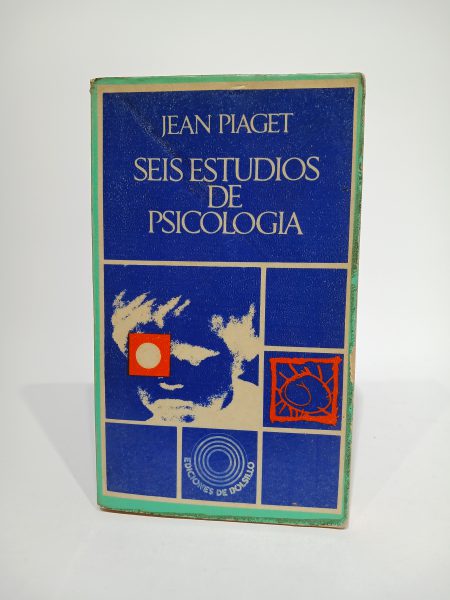 JEAN PIAGET
SEIS ESTUDIOS
DE
PSICOLOGIA
EDICIONES DE BOLSILLO